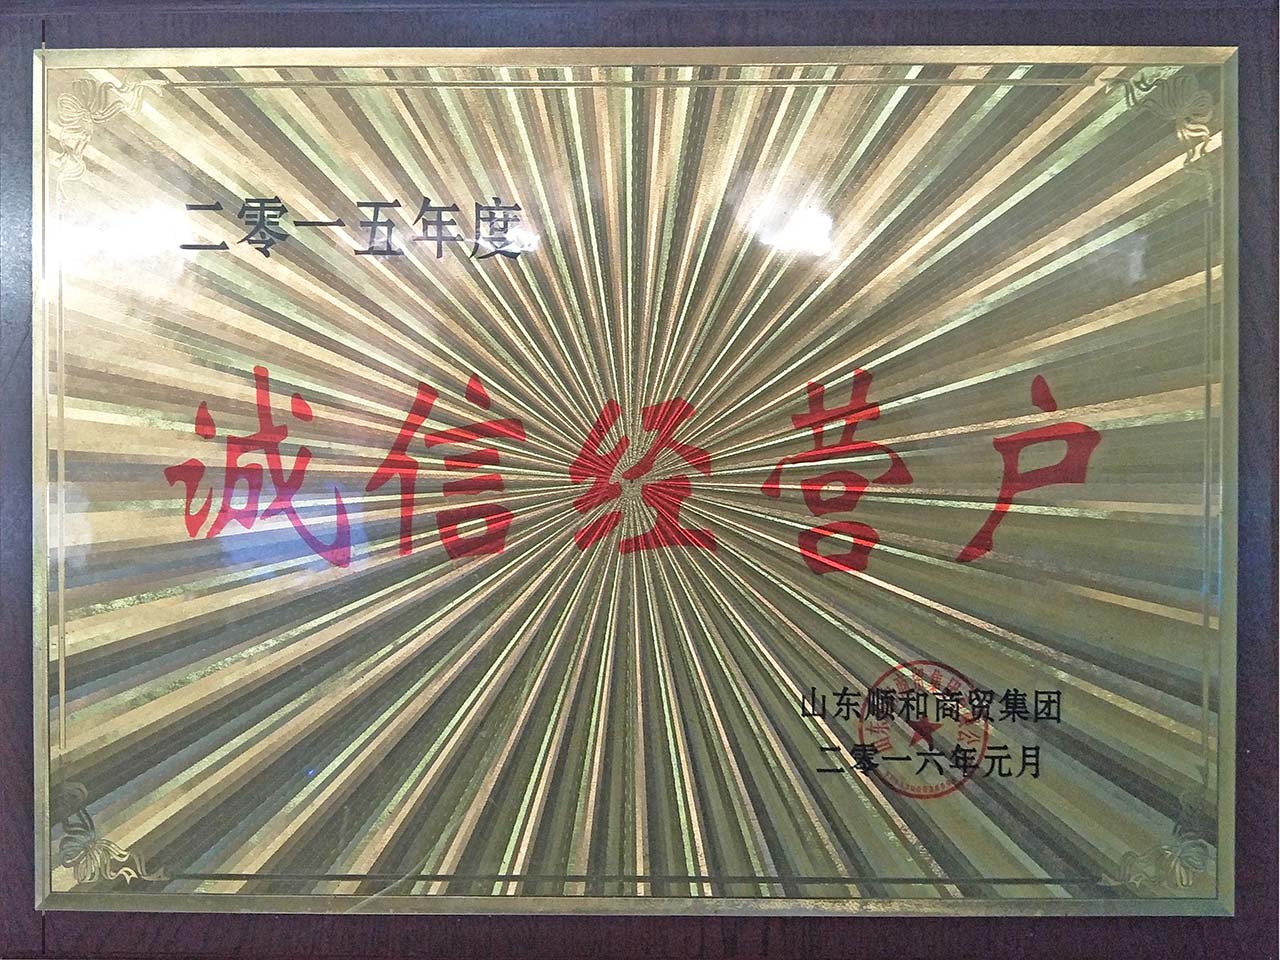 二零一五年度
诚信经营户
山东顺和商贸集团
二零一六年元月